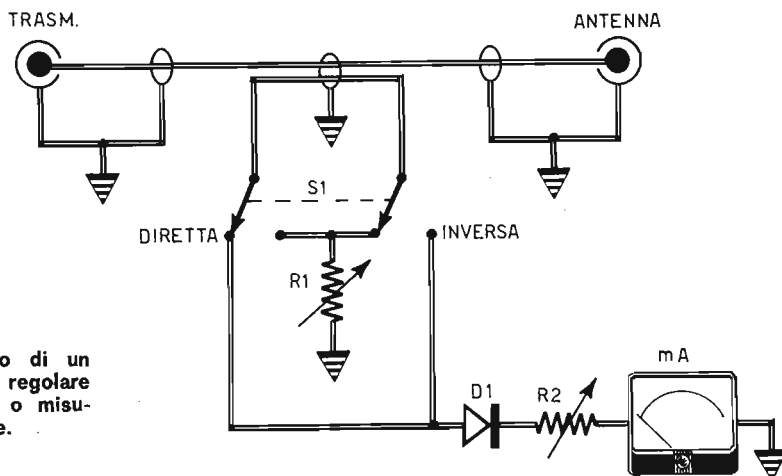 TRASM.
ANTENNA
S1
DIRETTA
INVERSA
R1
o di un
regolare
o misu-
e.
mA
D1
R2